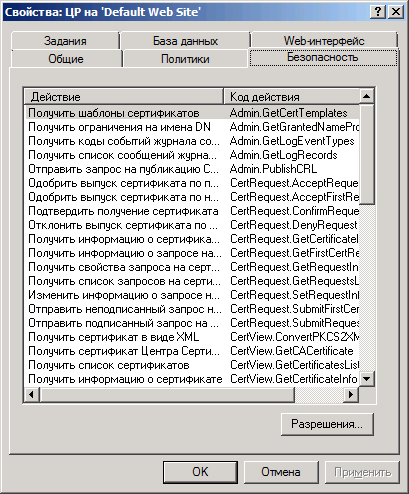 Свойства: ЦР на 'Default Web Site'
Задания База данных Web-интерфейс
Общие Политики Безопасность
Действие Код действия
Получить шаблоны сертификатов Admin.GetCertTemplates
Получить ограничения на имена DN Admin.GetGrantedNamePro
Получить коды событий журнала со... Admin.GetLogEventTypes
Получить список сообщений журна... Admin.GetLogRecords
Отправить запрос на публикацию C... Admin.PublishCRL
Одобрить выпуск сертификата по п... CertRequest.AcceptReques
Одобрить выпуск сертификата по н... CertRequest.AcceptFirstRe
Подтвердить получение сертификата CertRequest.ConfirmReque
Отклонить выпуск сертификата по ... CertRequest.DenyRequest
Получить информацию о сертифика... CertRequest.GetCertificateI
Получить информацию о запросе на... CertRequest.GetFirstCertRe
Получить свойства запроса на серт... CertRequest.GetRequestIn
Получить список запросов на серти... CertRequest.GetRequestsL
Изменить информацию о запросе н... CertRequest.SetRequestInf
Отправить неподписанный запрос н... CertRequest.SubmitFirstCer
Отправить подписанный запрос на ... CertRequest.SubmitReques
Получить сертификат в виде XML CertView.ConvertPKCS2XM
Получить сертификат Центра Серти... CertView.GetCACertificate
Получить список сертификатов CertView.GetCertificatesList
Получить информацию о сертификате CertView.GetCertificateInfo
Разрешения...
OK Отмена Применить